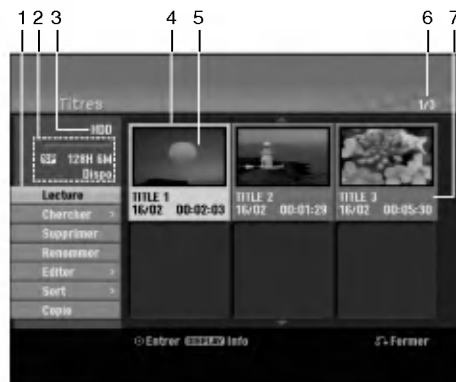 1 2 3 4 5 6 7
Titres
1/3
HDD
SEP 128H 6M
Dispo
Lecture
Chercher >
Supprimer
Renommer
Editer >
Sort >
Copie
TITLE 1
16/02 00:02:03
TITLE 2
16/02 00:01:29
TITLE 3
16/02 00:05:30
Entrer DISPLAY Info
Fermer